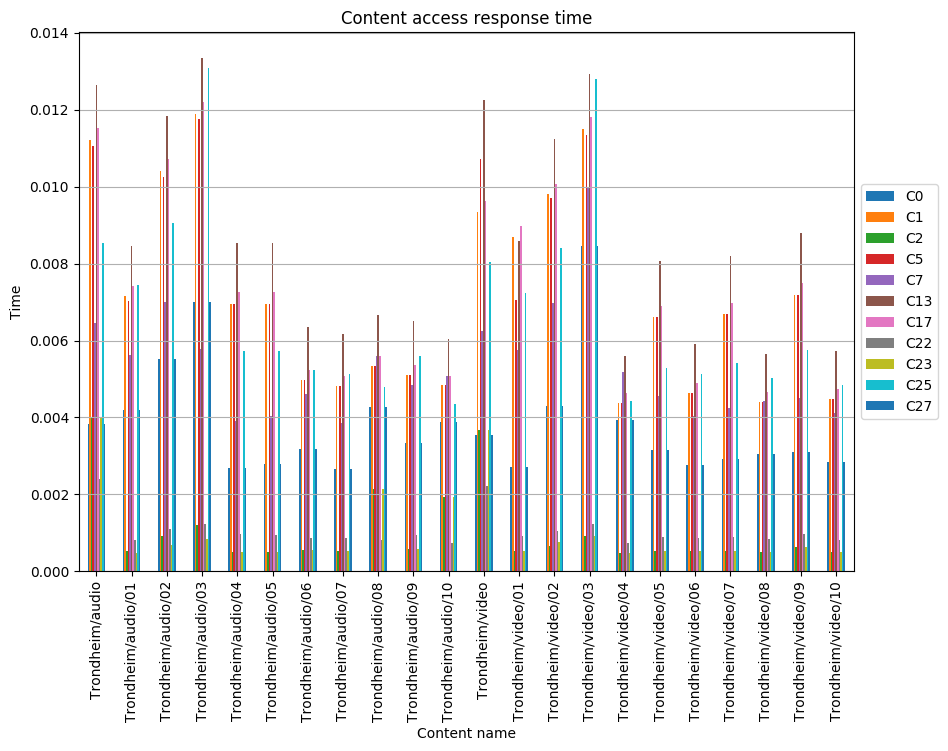 Content access response time
0.014
0.012
0.010
0.008
0.006
0.004
0.002
0.000
Time
C0
C1
C2
C5
C7
C13
C17
C22
C23
C25
C27
Trondheim/audio
Trondheim/audio/01
Trondheim/audio/02
Trondheim/audio/03
Trondheim/audio/04
Trondheim/audio/05
Trondheim/audio/06
Trondheim/audio/07
Trondheim/audio/08
Trondheim/audio/09
Trondheim/audio/10
Trondheim/video
Trondheim/video/01
Trondheim/video/02
Trondheim/video/03
Trondheim/video/04
Trondheim/video/05
Trondheim/video/06
Trondheim/video/07
Trondheim/video/08
Trondheim/video/09
Trondheim/video/10
Content name